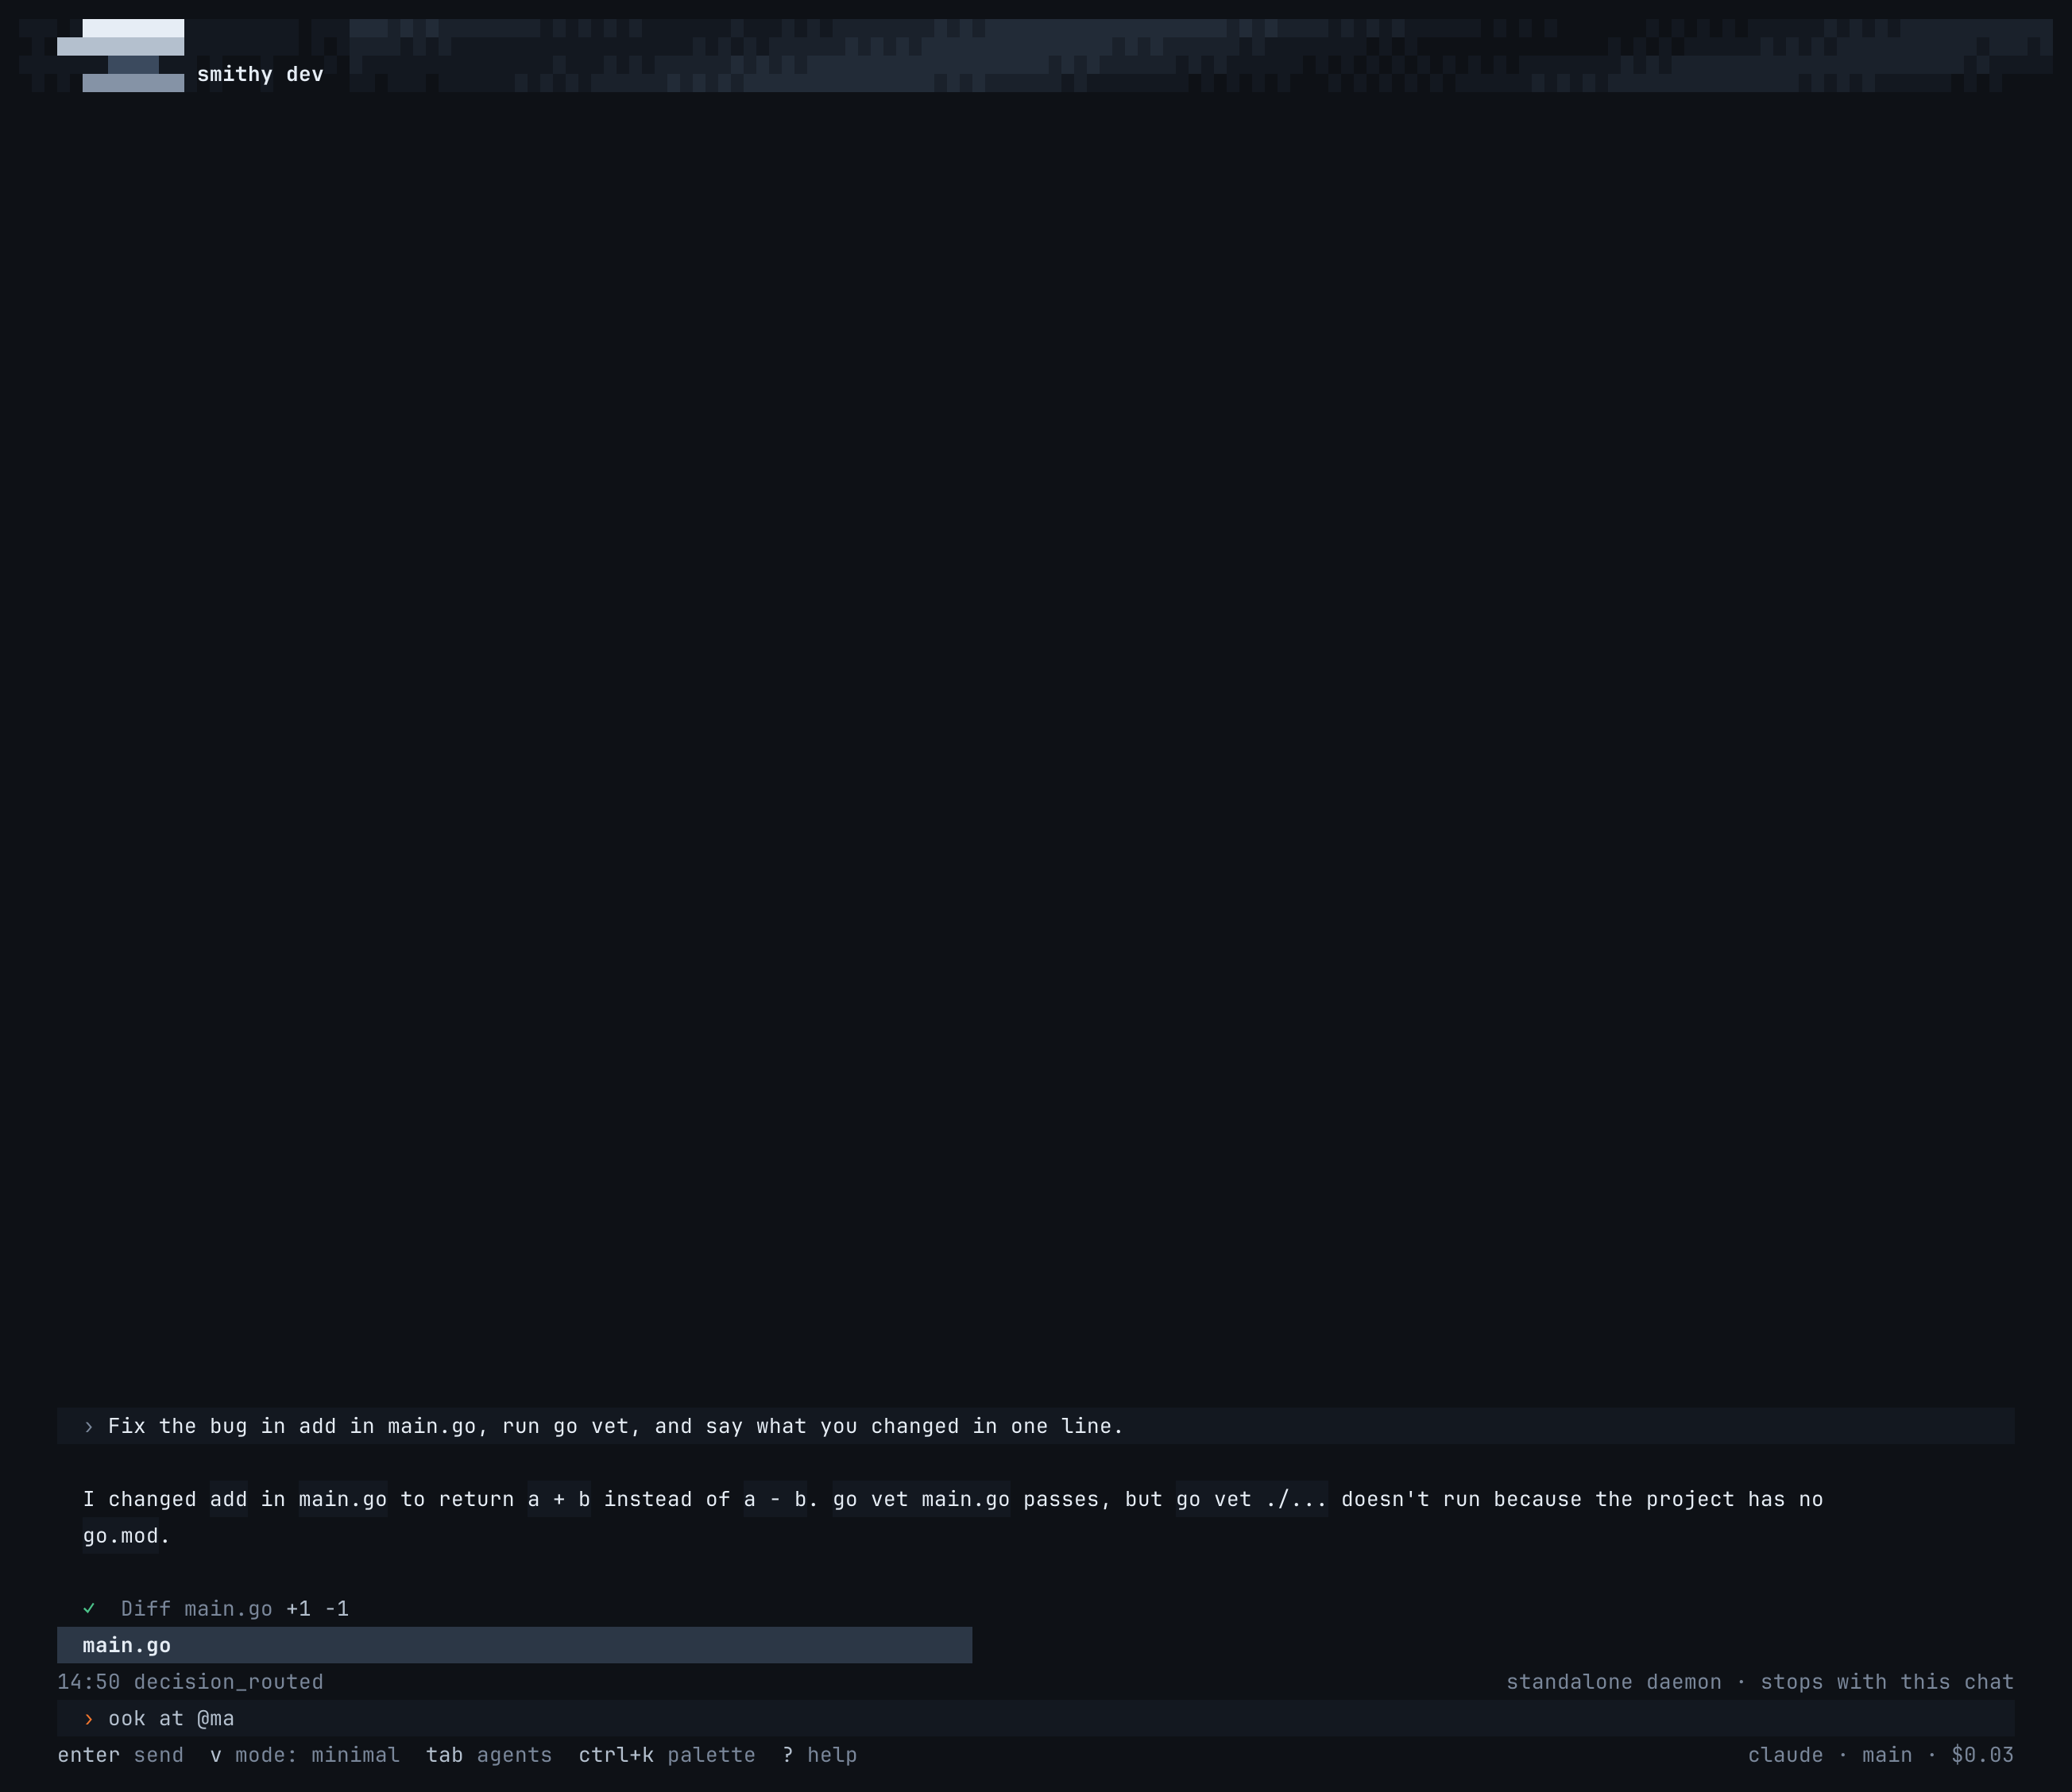 smithy dev
› Fix the bug in add in main.go, run go vet, and say what you changed in one line.
I changed add in main.go to return a + b instead of a - b. go vet main.go passes, but go vet ./... doesn't run because the project has no
go.mod.
✓ Diff main.go +1 -1
main.go
14:50 decision_routed standalone daemon · stops with this chat
› ook at @ma
enter send v mode: minimal tab agents ctrl+k palette ? help claude · main · $0.03